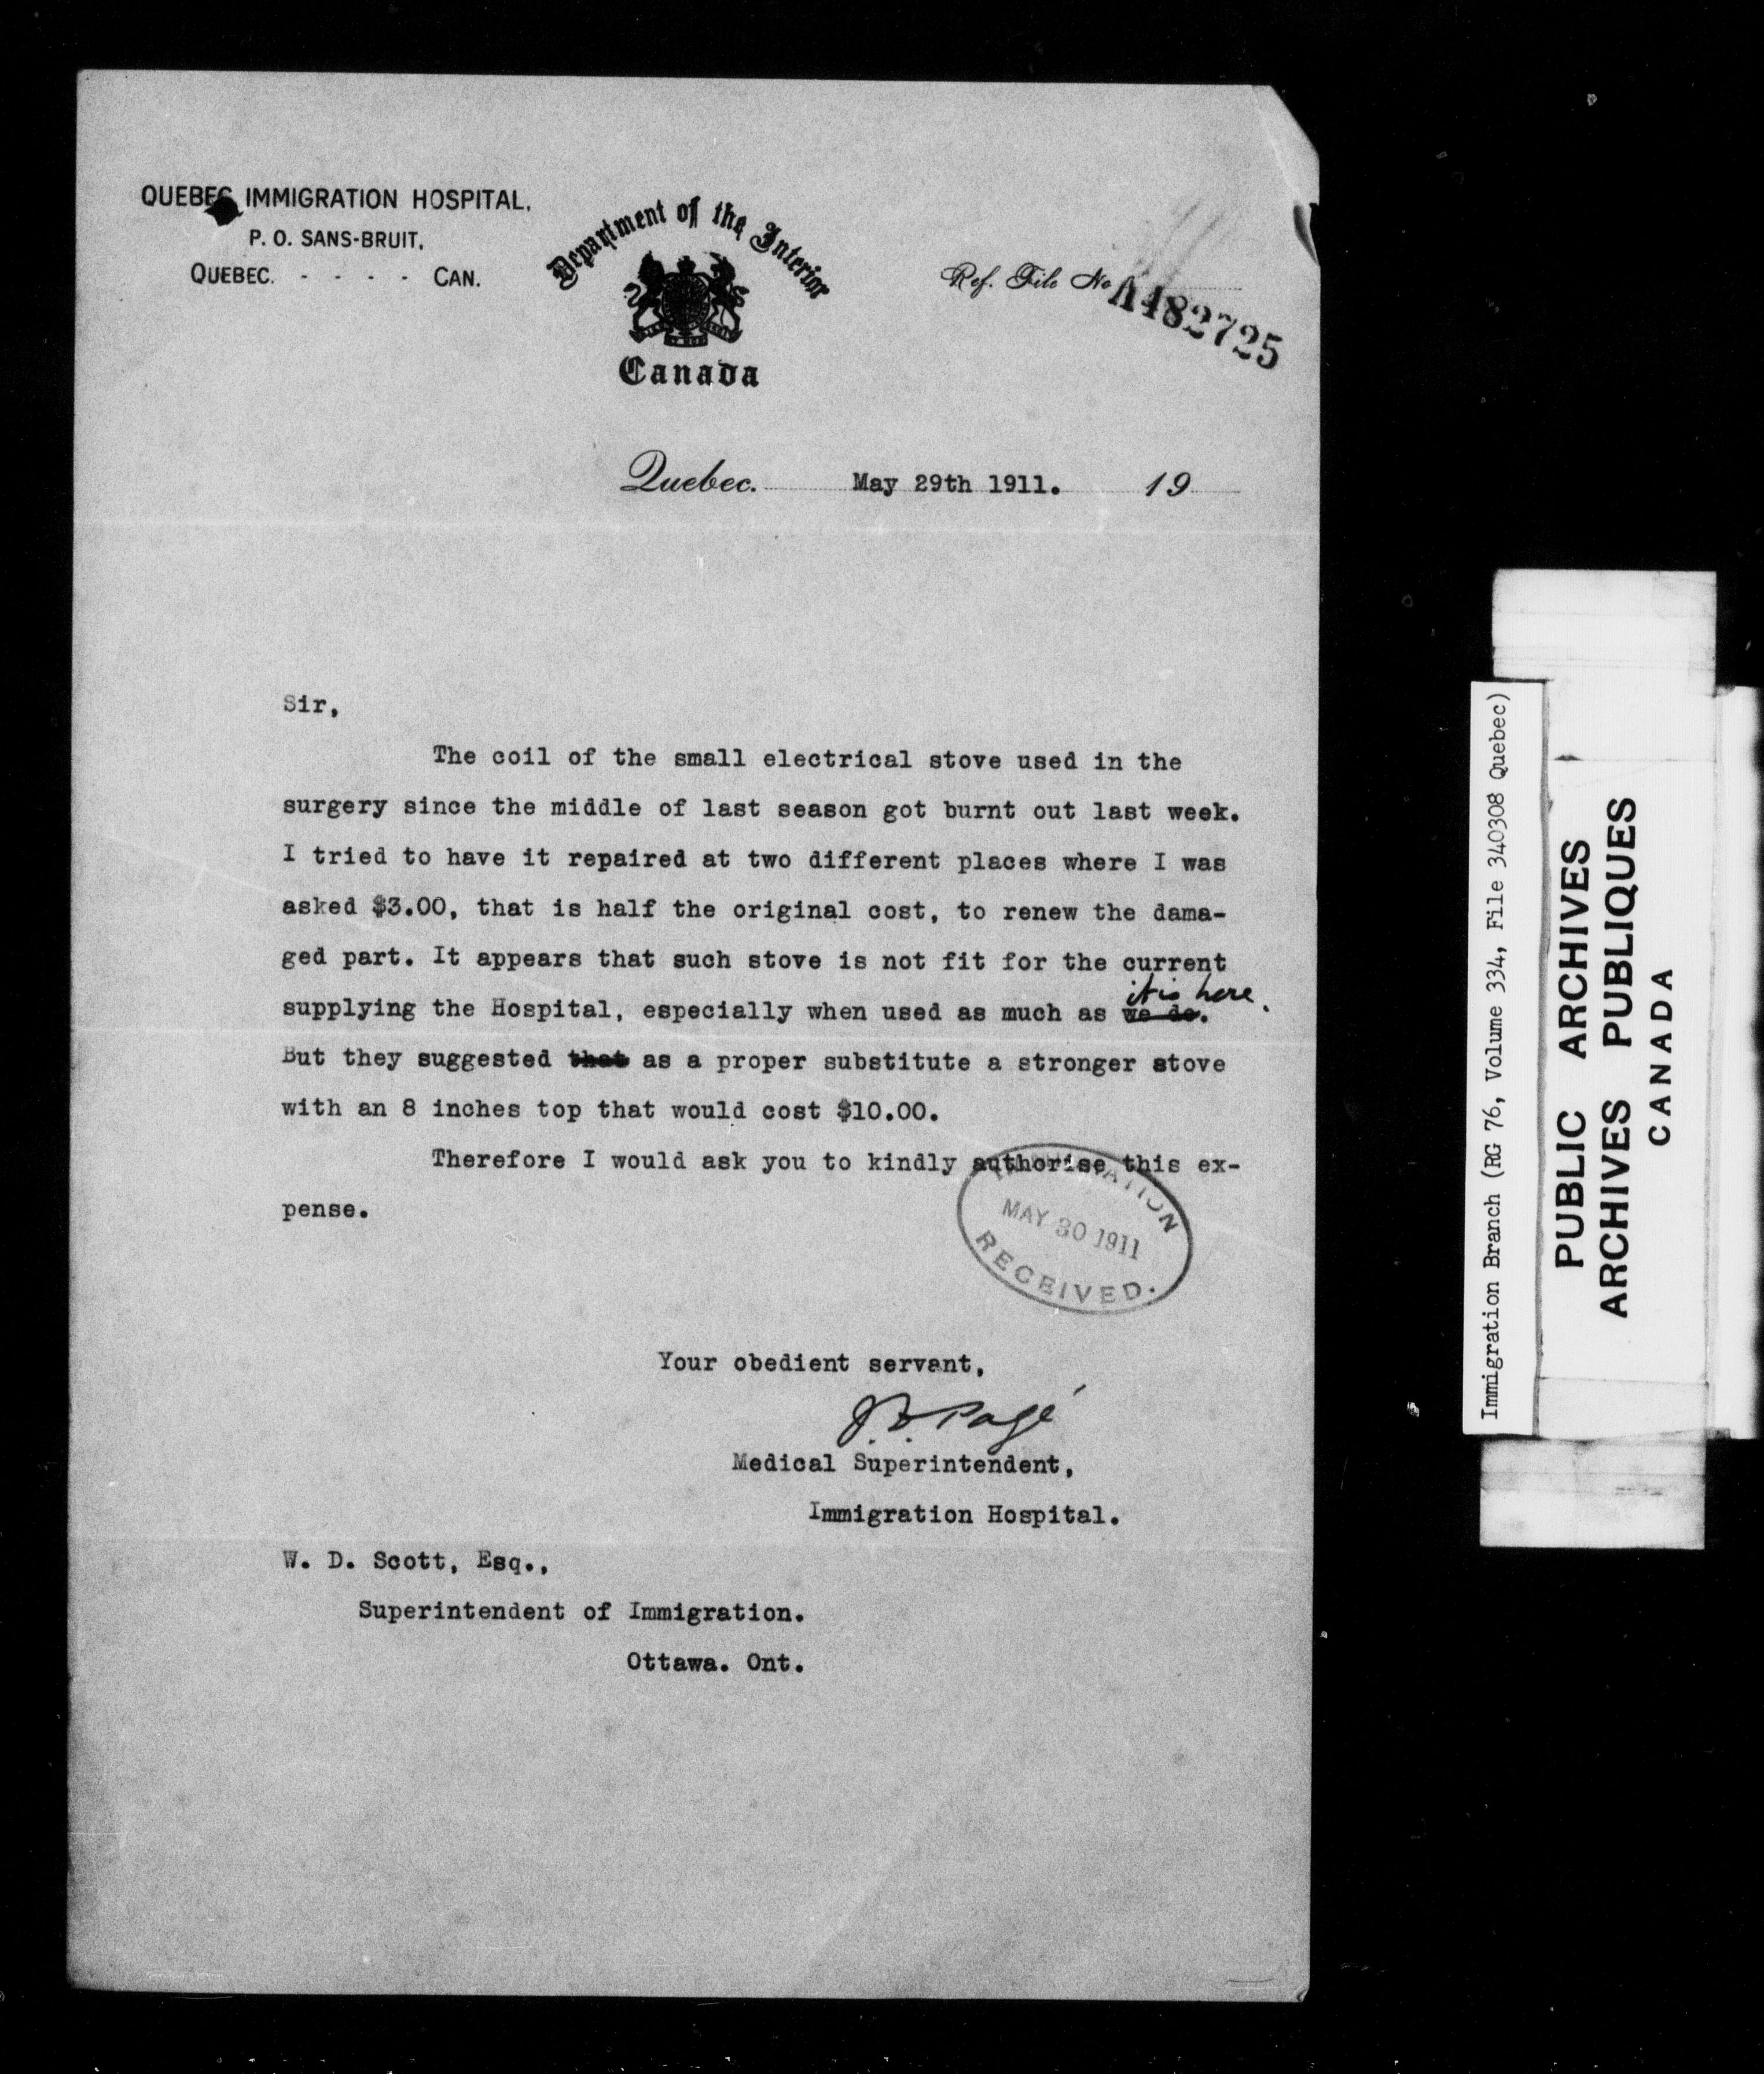 QUEBEC IMMIGRATION HOSPITAL.
P. O. SANS-BRUIT,
QUEBEC. - - - - CAN.
Department of the Interior
Canada
Ref. File No A482725
Quebec. May 29th 1911. 19
Sir,
The coil of the small electrical stove used in the
surgery since the middle of last season got burnt out last week.
I tried to have it repaired at two different places where I was
asked $3.00, that is half the original cost, to renew the dama-
ged part. It appears that such stove is not fit for the current
it is here.
supplying the Hospital, especially when used as much as we do.
But they suggested that as a proper substitute a stronger stove
with an 8 inches top that would cost $10.00.
Therefore I would ask you to kindly authorise this ex-
pense.
IMMIGRATION
MAY 30 1911
RECEIVED.
Your obedient servant,
J.D. Pagé
Medical Superintendent,
Immigration Hospital.
W. D. Scott, Esq.,
Superintendent of Immigration.
Ottawa. Ont.
Immigration Branch (RG 76, Volume 334, File 340308 Quebec)
PUBLIC ARCHIVES
ARCHIVES PUBLIQUES
CANADA